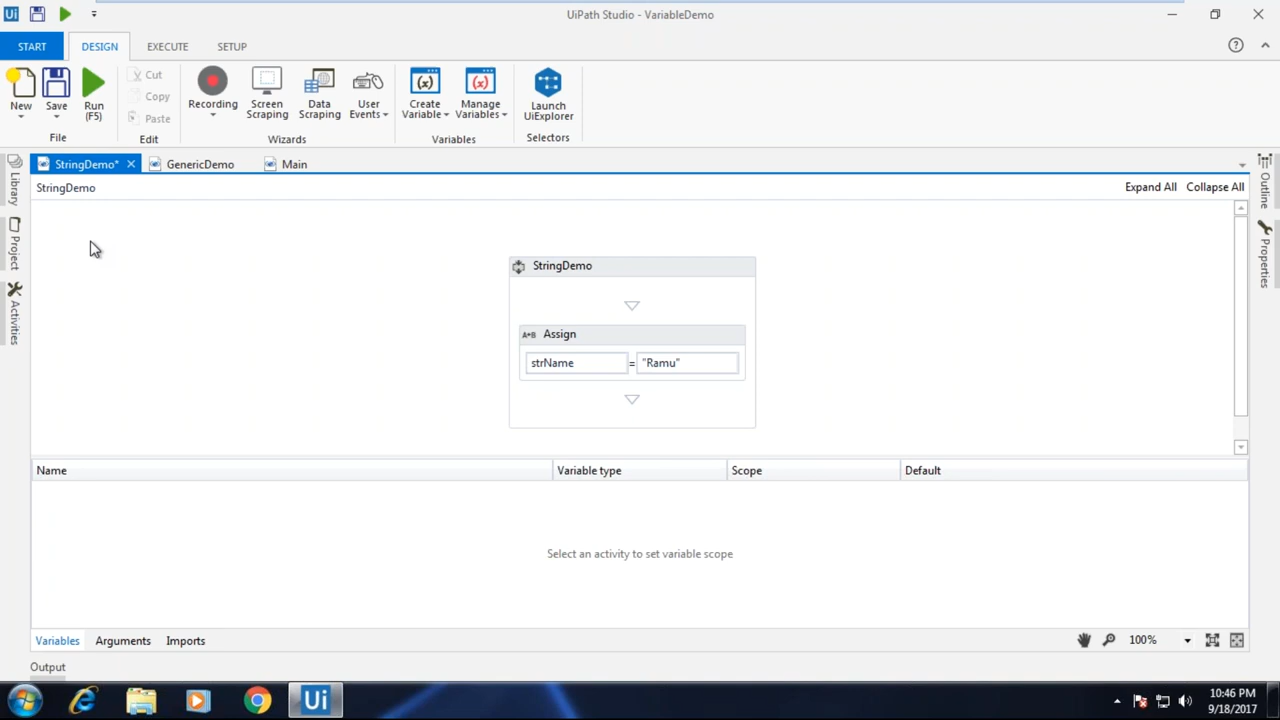 Ui
UiPath Studio - VariableDemo
START DESIGN EXECUTE SETUP
New
Save
Run
(F5)
File
Cut
Copy
Paste
Edit
Recording
Screen
Scraping
Data
Scraping
User
Events
Wizards
Create
Variable
Manage
Variables
Variables
Launch
UiExplorer
Selectors
StringDemo* GenericDemo Main
StringDemo
Expand All Collapse All
Library
Project
Activities
Outline
Properties
StringDemo
A+B Assign
strName = "Ramu"
Name Variable type Scope Default
Select an activity to set variable scope
Variables Arguments Imports
100%
Output
Ui
10:46 PM
9/18/2017